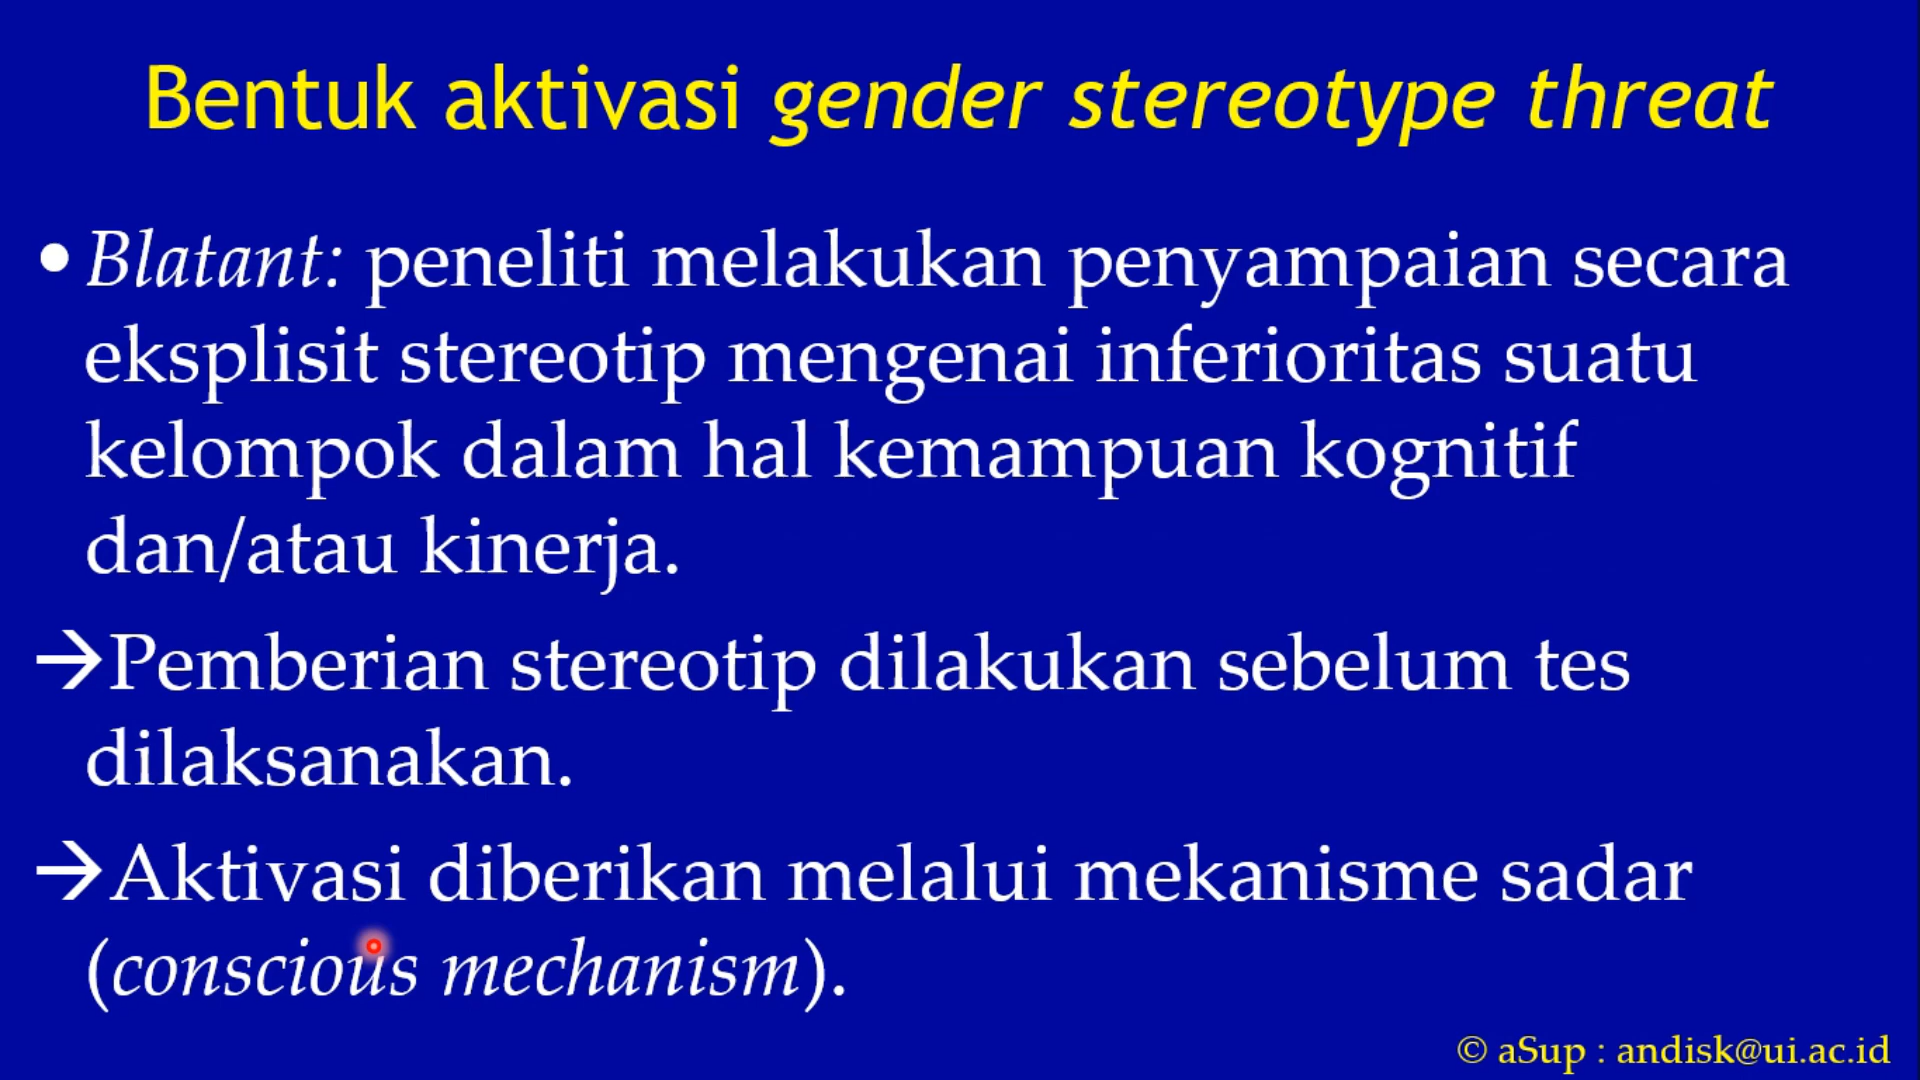 Bentuk aktivasi gender stereotype threat
• Blatant: peneliti melakukan penyampaian secara
eksplisit stereotip mengenai inferioritas suatu
kelompok dalam hal kemampuan kognitif
dan/atau kinerja.
→Pemberian stereotip dilakukan sebelum tes
dilaksanakan.
→Aktivasi diberikan melalui mekanisme sadar
(conscious mechanism).
© aSup : andisk@ui.ac.id